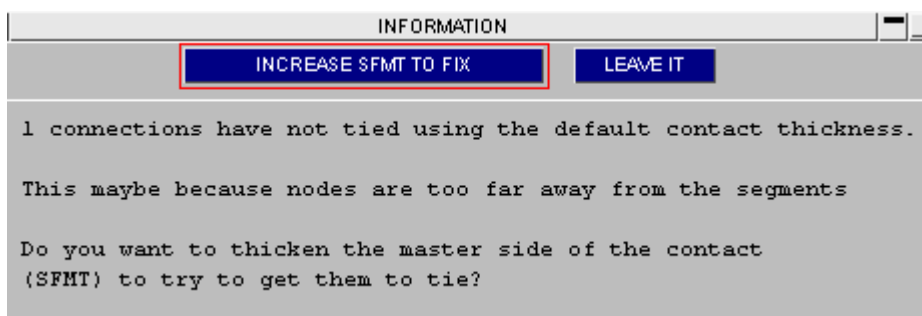 INFORMATION
INCREASE SFMT TO FIX LEAVE IT
1 connections have not tied using the default contact thickness.
This maybe because nodes are too far away from the segments
Do you want to thicken the master side of the contact
(SFMT) to try to get them to tie?